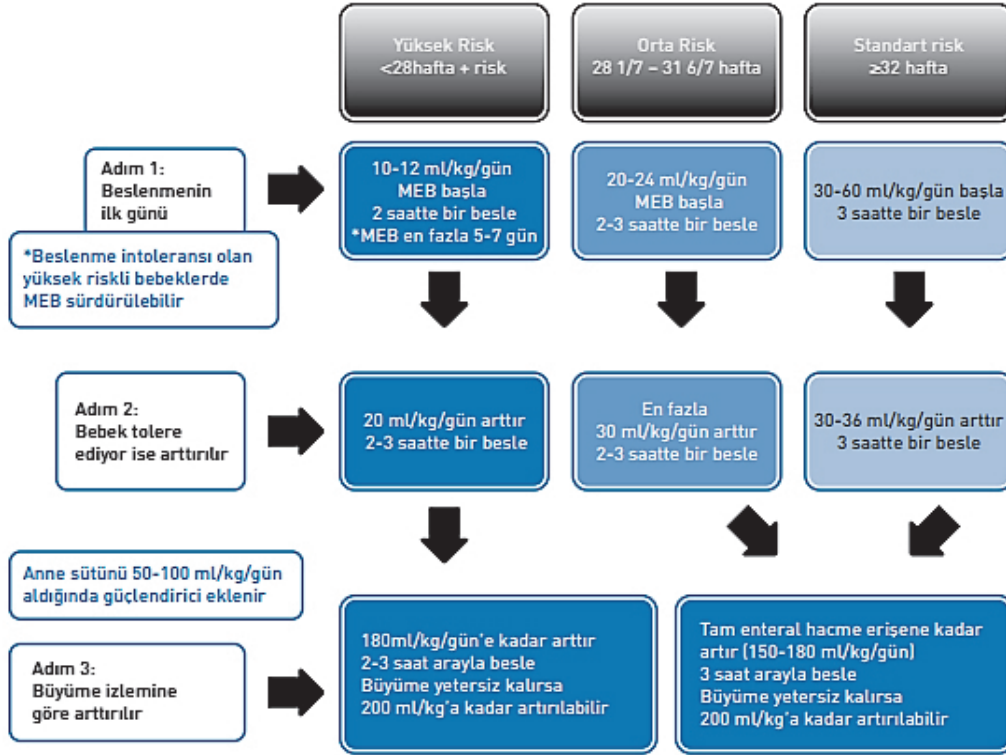 Yüksek Risk
<28hafta + risk
Orta Risk
28 1/7 – 31 6/7 hafta
Standart risk
≥32 hafta
Adım 1:
Beslenmenin
ilk günü
10-12 ml/kg/gün
MEB başla
2 saatte bir besle
*MEB en fazla 5-7 gün
20-24 ml/kg/gün
MEB başla
2-3 saatte bir besle
30-60 ml/kg/gün başla
3 saatte bir besle
*Beslenme intoleransı olan
yüksek riskli bebeklerde
MEB sürdürülebilir
Adım 2:
Bebek tolere
ediyor ise arttırılır
20 ml/kg/gün arttır
2-3 saatte bir besle
En fazla
30 ml/kg/gün arttır
2-3 saatte bir besle
30-36 ml/kg/gün arttır
3 saatte bir besle
Anne sütünü 50-100 ml/kg/gün
aldığında güçlendirici eklenir
Adım 3:
Büyüme izlemine
göre arttırılır
180ml/kg/gün'e kadar arttır
2-3 saat arayla besle
Büyüme yetersiz kalırsa
200 ml/kg'a kadar artırılabilir
Tam enteral hacme erişene kadar
artır (150-180 ml/kg/gün)
3 saat arayla besle
Büyüme yetersiz kalırsa
200 ml/kg'a kadar artırılabilir